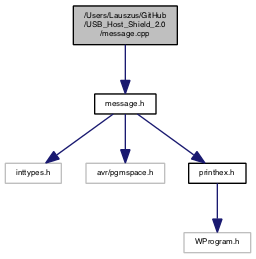 /Users/Lauszus/GitHub
/USB_Host_Shield_2.0
/message.cpp
message.h
inttypes.h
avr/pgmspace.h
printhex.h
WProgram.h